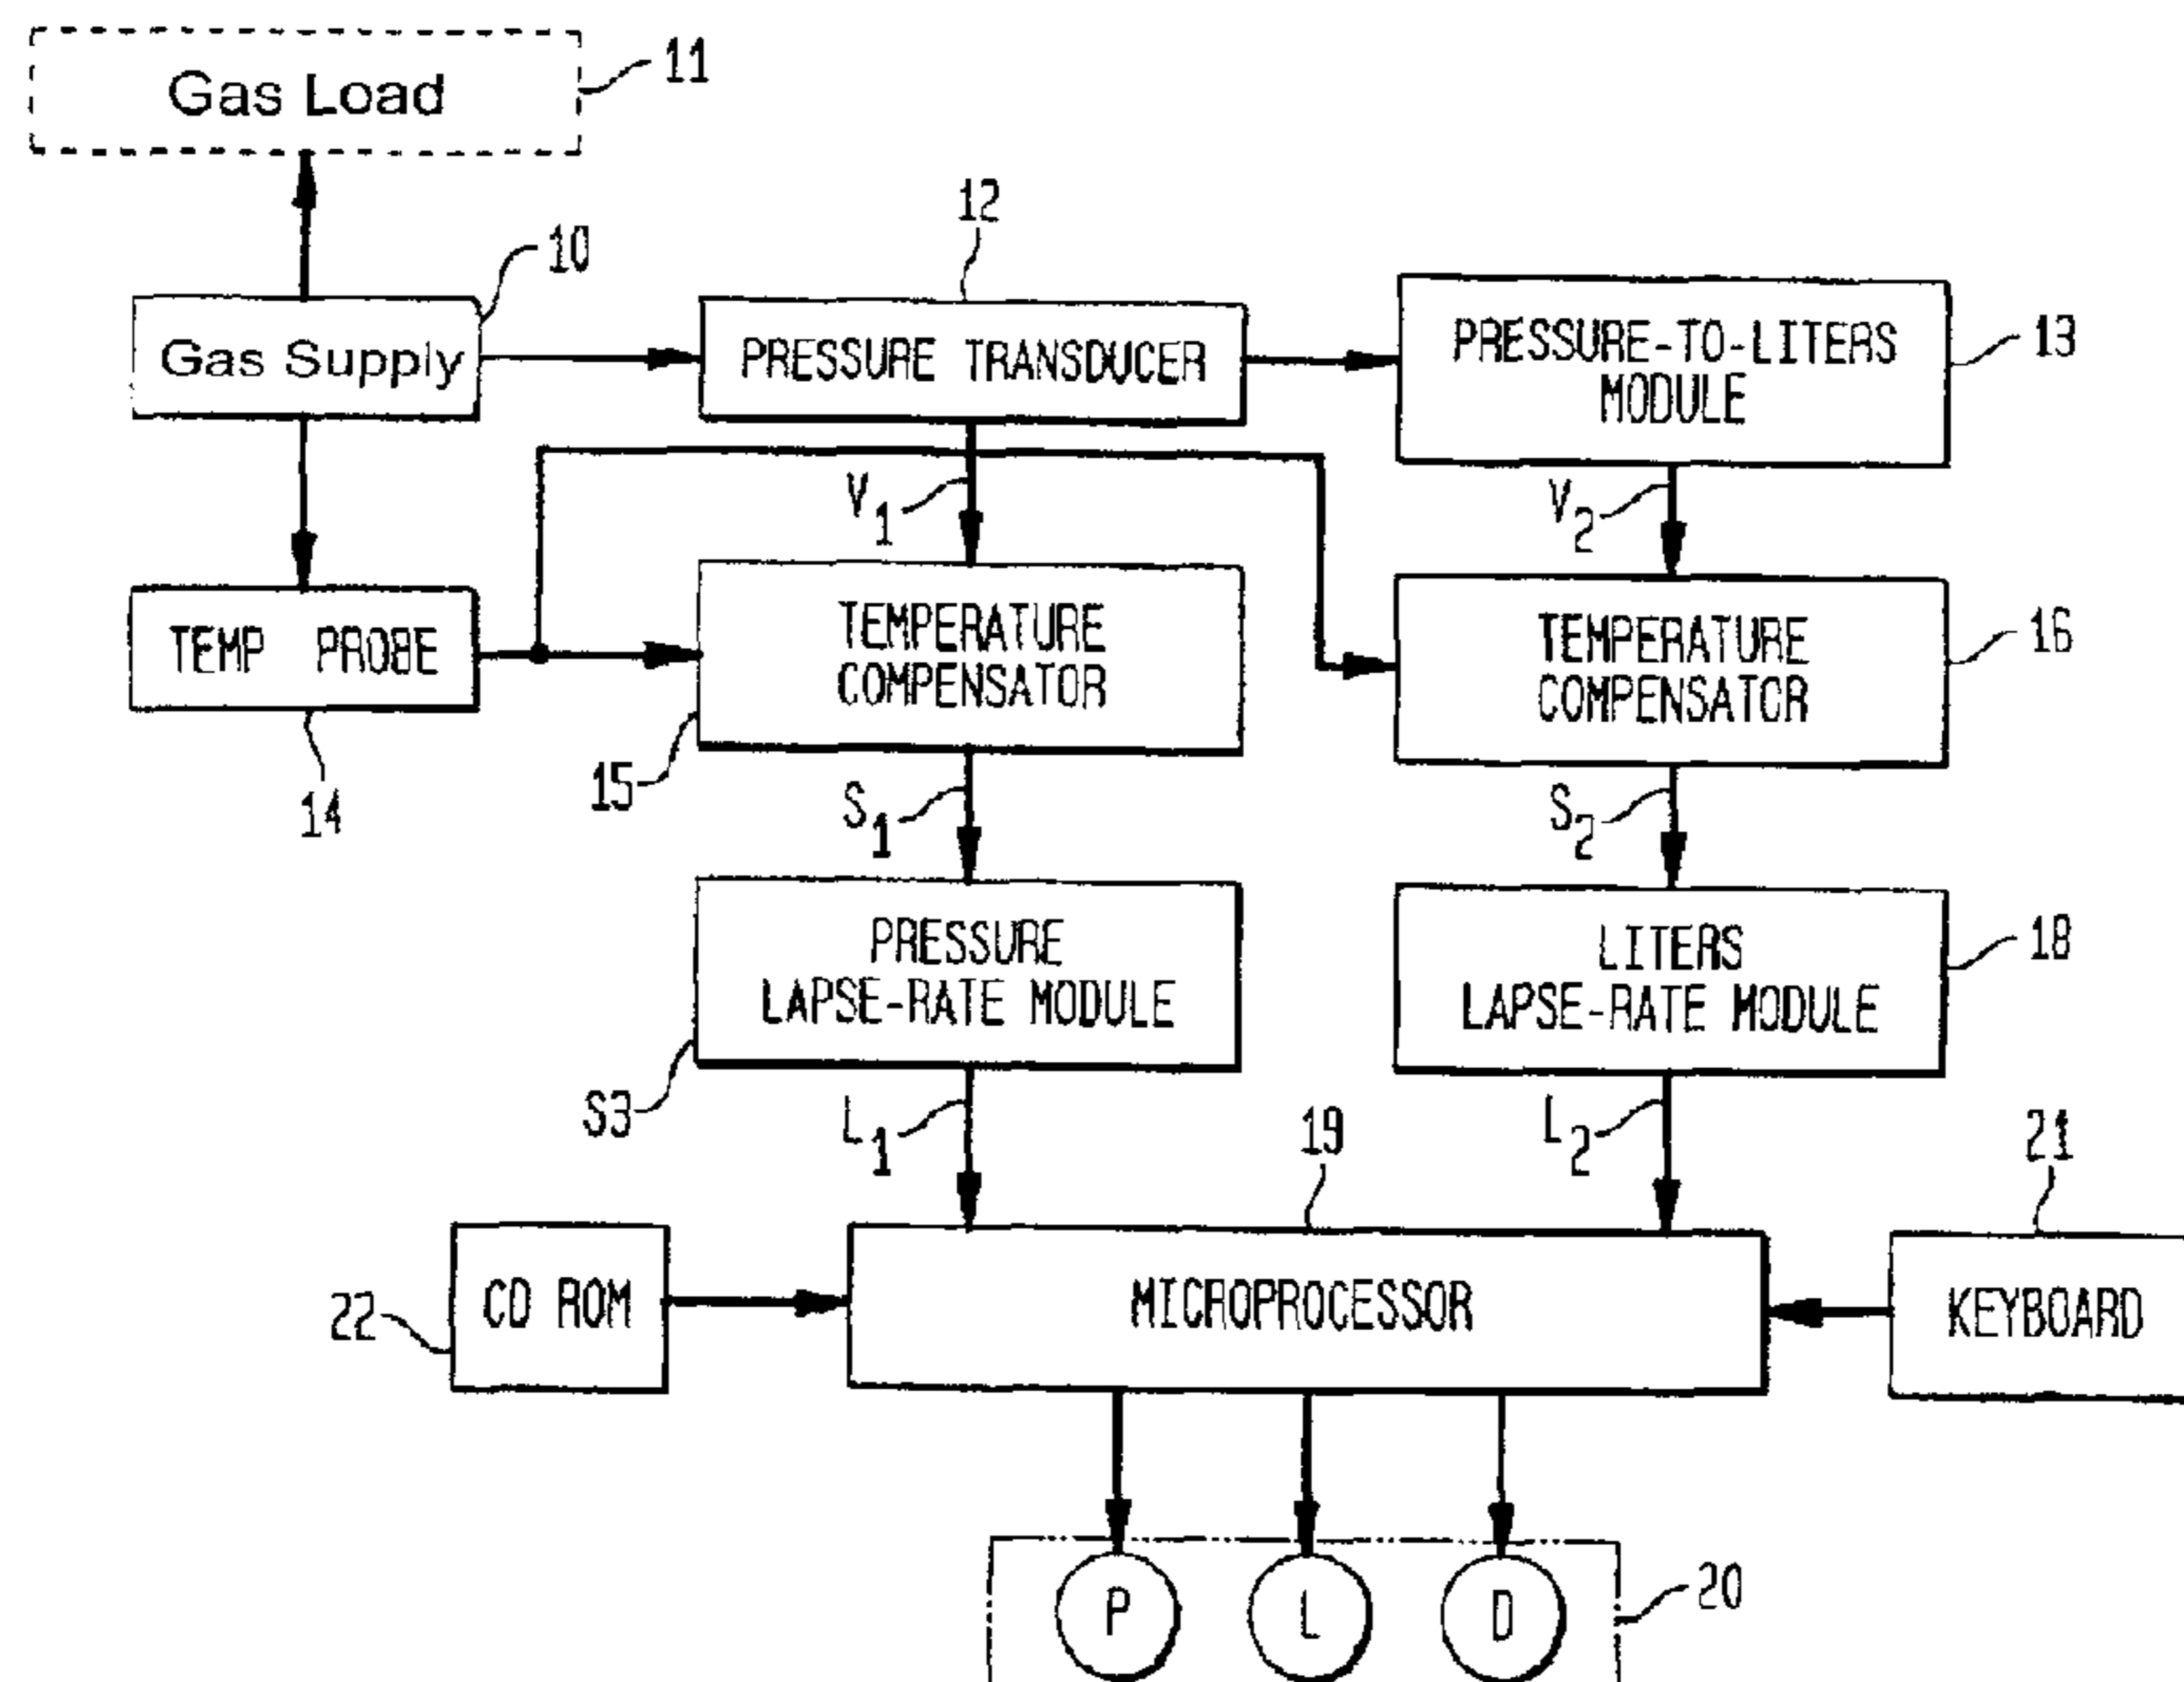 Gas Load
11
12
10
Gas Supply
PRESSURE TRANSDUCER
PRESSURE-TO-LITERS
MODULE
13
V1
V2
TEMP PROBE
14
TEMPERATURE
COMPENSATOR
15
TEMPERATURE
COMPENSATOR
16
S1
S2
PRESSURE
LAPSE-RATE MODULE
S3
LITERS
LAPSE-RATE MODULE
18
L1
L2
19
21
22
CD ROM
MICROPROCESSOR
KEYBOARD
P
L
D
20